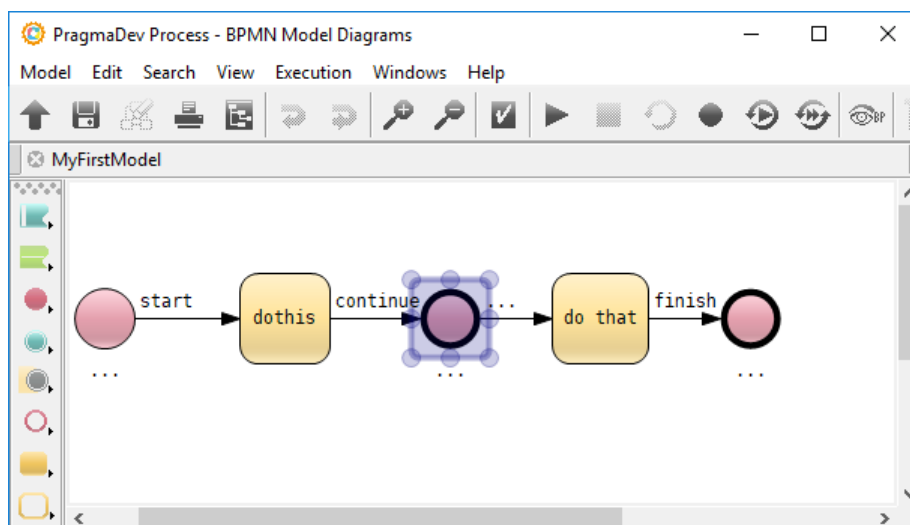 PragmaDev Process - BPMN Model Diagrams
Model Edit Search View Execution Windows Help
BP
MyFirstModel
start
dothis
continue
...
do that
finish
...
...
...